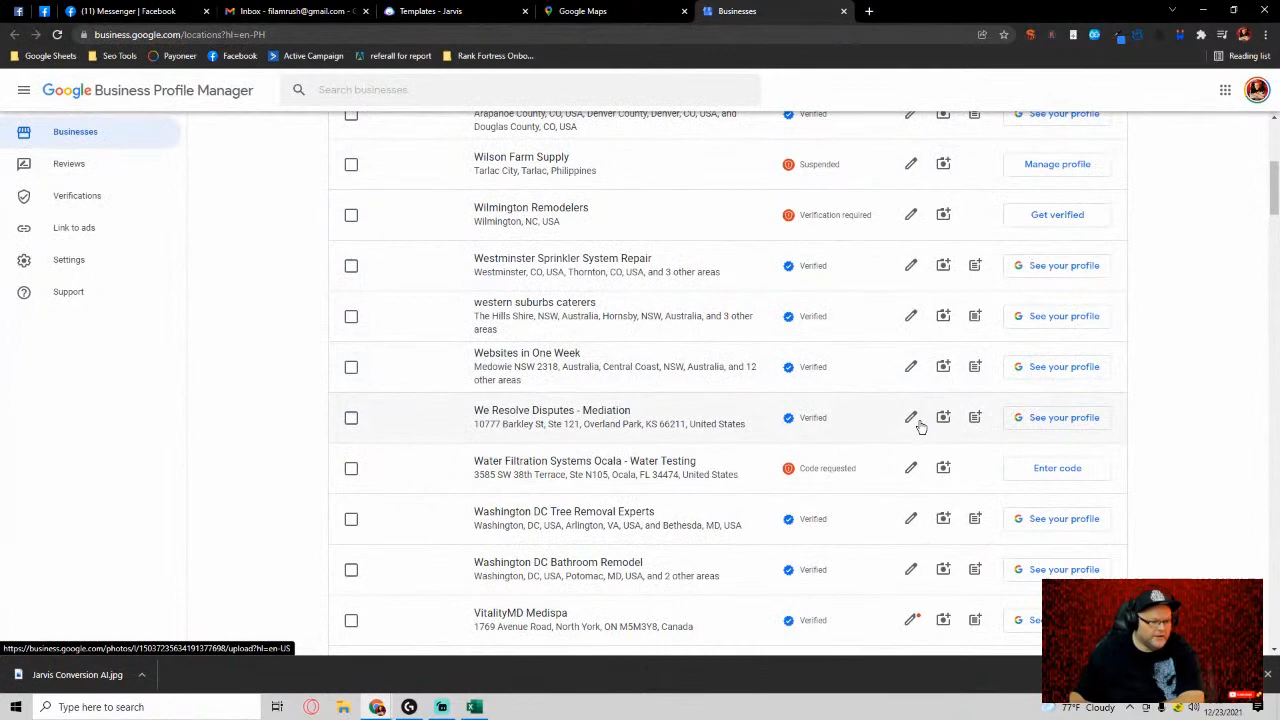 (1) Messenger | Facebook
Inbox - filamrush@gmail.com - G
Templates - Jarvis
Google Maps
Businesses
business.google.com/locations?hl=en-PH
Google Sheets
Seo Tools
Payoneer
Facebook
Active Campaign
referall for report
Rank Fortress Onbo...
Reading list
Google Business Profile Manager
Search businesses
Businesses
Reviews
Verifications
Link to ads
Settings
Support
Arapahoe County, CO, USA, Denver County, Denver, CO, USA, and
Douglas County, CO, USA
Verified
See your profile
Wilson Farm Supply
Tarlac City, Tarlac, Philippines
Suspended
Manage profile
Wilmington Remodelers
Wilmington, NC, USA
Verification required
Get verified
Westminster Sprinkler System Repair
Westminster, CO, USA, Thornton, CO, USA, and 3 other areas
Verified
See your profile
western suburbs caterers
The Hills Shire, NSW, Australia, Hornsby, NSW, Australia, and 3 other
areas
Verified
See your profile
Websites in One Week
Medowie NSW 2318, Australia, Central Coast, NSW, Australia, and 12
other areas
Verified
See your profile
We Resolve Disputes - Mediation
10777 Barkley St, Ste 121, Overland Park, KS 66211, United States
Verified
See your profile
Water Filtration Systems Ocala - Water Testing
3585 SW 38th Terrace, Ste N105, Ocala, FL 34474, United States
Code requested
Enter code
Washington DC Tree Removal Experts
Washington, DC, USA, Arlington, VA, USA, and Bethesda, MD, USA
Verified
See your profile
Washington DC Bathroom Remodel
Washington, DC, USA, Potomac, MD, USA, and 2 other areas
Verified
See your profile
VitalityMD Medispa
1769 Avenue Road, North York, ON M5M3Y8, Canada
Verified
https://business.google.com/photos/l/15037235634191377698/upload?hl=en-US
Jarvis Conversion AI.jpg
Type here to search
77°F Cloudy
12/23/2021